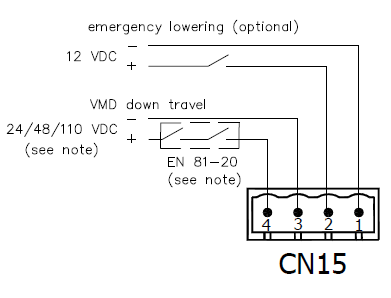 emergency lowering (optional)
−
12 VDC +
VMD down travel
−
24/48/110 VDC +
(see note)
EN 81−20
(see note)
4 3 2 1
CN15